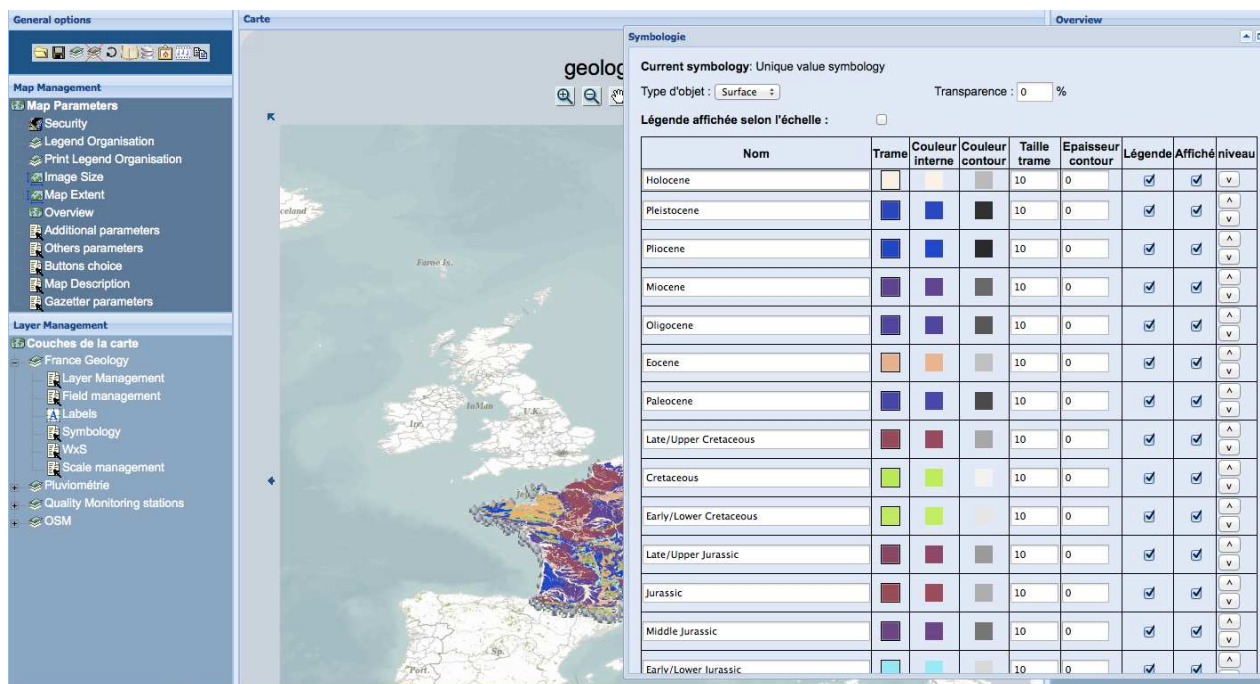 General options
Carte
Overview
Symbologie
Current symbology: Unique value symbology
geolog
Type d'objet : Surface
Transparence : 0 %
Map Management
Map Parameters
Security
Legend Organisation
Print Legend Organisation
Image Size
Map Extent
Overview
Additional parameters
Others parameters
Buttons choice
Map Description
Gazetter parameters
Layer Management
Couches de la carte
France Geology
Layer Management
Field management
Labels
Symbology
WxS
Scale management
Pluviométrie
Quality Monitoring stations
OSM
celand
Faroe Is.
Ire.
IoMan
U.K.
Jey
Port.
Sp.
Légende affichée selon l'échelle :
Nom Trame Couleur interne Couleur contour Taille trame Epaisseur contour Légende Affiché niveau
Holocene 10 0 v
Pleistocene 10 0 ^ v
Pliocene 10 0 ^ v
Miocene 10 0 ^ v
Oligocene 10 0 ^ v
Eocene 10 0 ^ v
Paleocene 10 0 ^ v
Late/Upper Cretaceous 10 0 ^ v
Cretaceous 10 0 ^ v
Early/Lower Cretaceous 10 0 ^ v
Late/Upper Jurassic 10 0 ^ v
Jurassic 10 0 ^ v
Middle Jurassic 10 0 ^ v
Early/Lower Jurassic 10 0 ^